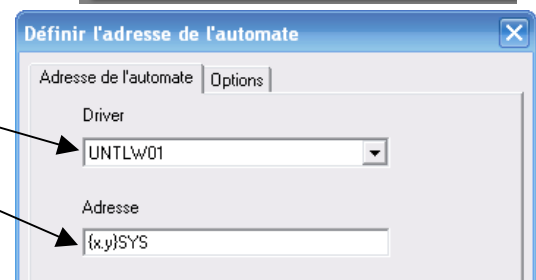 Définir l'adresse de l'automate
Adresse de l'automate Options
Driver
UNTLW01
Adresse
{x.y}SYS